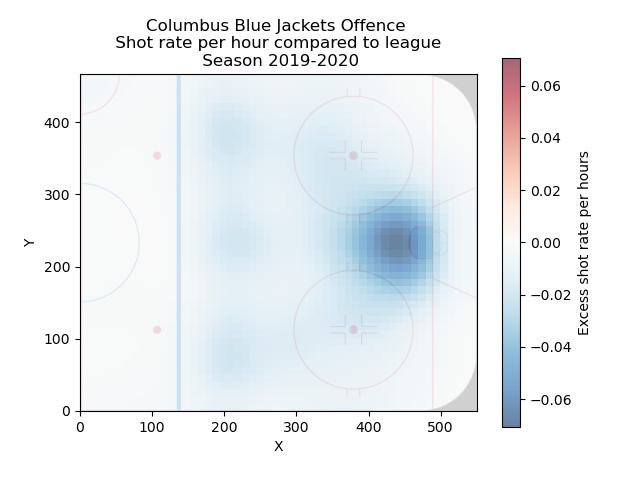 Columbus Blue Jackets Offence
Shot rate per hour compared to league
Season 2019-2020
Y
400
300
200
100
0
0 100 200 300 400 500
X
0.06
0.04
0.02
0.00
−0.02
−0.04
−0.06
Excess shot rate per hours